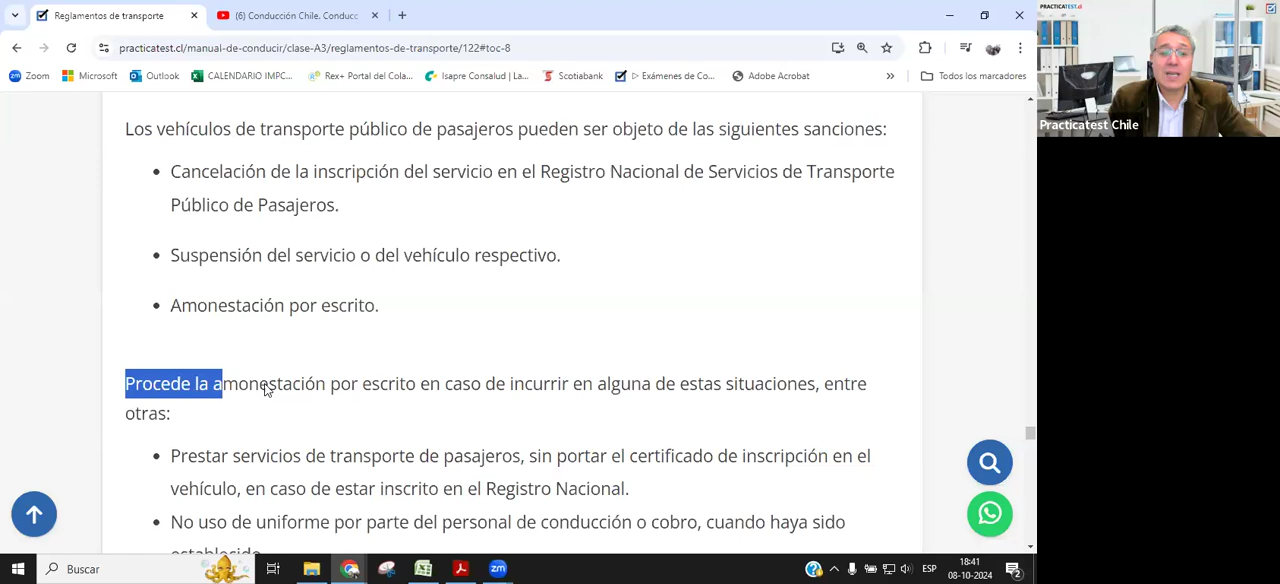 Reglamentos de transporte
(6) Conducción Chile. Cond
practicatest.cl/manual-de-conducir/clase-A3/reglamentos-de-transporte/122#toc-8
Zoom
Microsoft
Outlook
CALENDARIO IMPC...
Rex+ Portal del Cola...
Isapre Consalud | La...
Scotiabank
▷ Exámenes de Co...
Adobe Acrobat
»
Todos los marcadores
PRACTICATEST.cl
Practicatest Chile
Los vehículos de transporte público de pasajeros pueden ser objeto de las siguientes sanciones:
• Cancelación de la inscripción del servicio en el Registro Nacional de Servicios de Transporte
Público de Pasajeros.
• Suspensión del servicio o del vehículo respectivo.
• Amonestación por escrito.
Procede la amonestación por escrito en caso de incurrir en alguna de estas situaciones, entre
otras:
• Prestar servicios de transporte de pasajeros, sin portar el certificado de inscripción en el
vehículo, en caso de estar inscrito en el Registro Nacional.
• No uso de uniforme por parte del personal de conducción o cobro, cuando haya sido
establecido.
Buscar
zm
ESP
18:41
08-10-2024
2